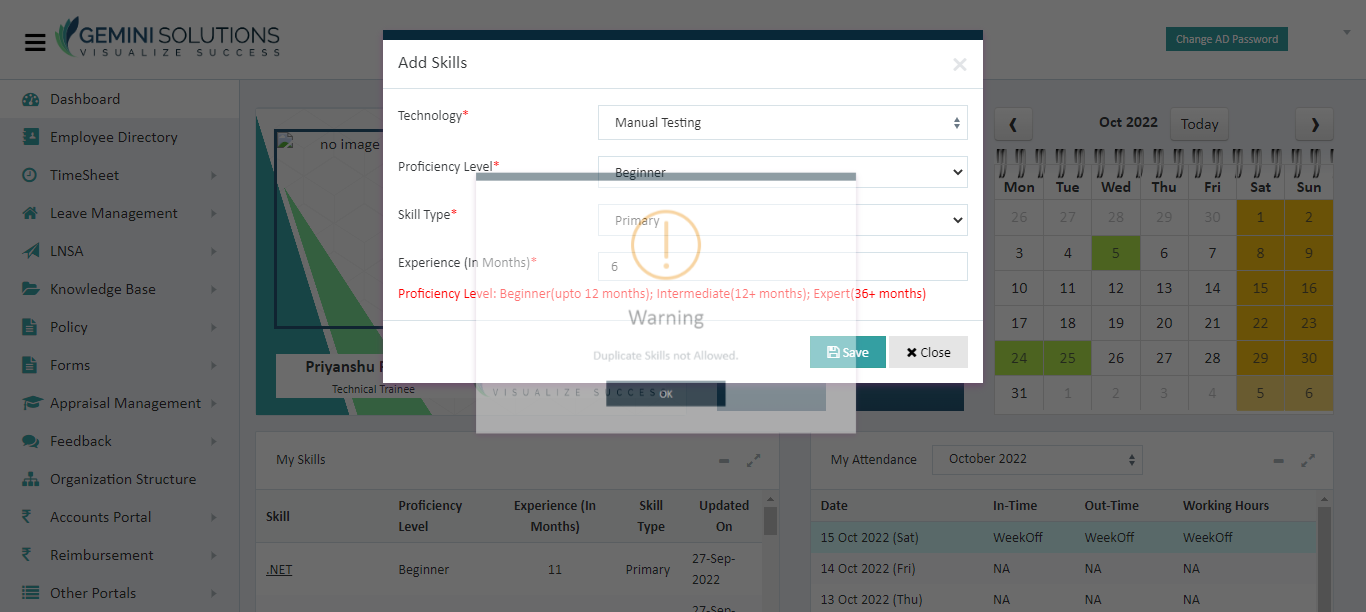 GEMINI SOLUTIONS
VISUALIZE SUCCESS
Change AD Password
Dashboard
Employee Directory
TimeSheet
Leave Management
LNSA
Knowledge Base
Policy
Forms
Appraisal Management
Feedback
Organization Structure
Accounts Portal
Reimbursement
Other Portals
no image
Priyanshu
Technical Trainee
Add Skills
×
Technology*
Manual Testing
Proficiency Level*
Beginner
Skill Type*
Primary
Experience (In Months)*
6
Proficiency Level: Beginner(upto 12 months); Intermediate(12+ months); Expert(36+ months)
Save
Close
Warning
Duplicate Skills not Allowed.
VISUALIZE SUCCESS
OK
Oct 2022
Today
Mon Tue Wed Thu Fri Sat Sun
26 27 28 29 30 1 2
3 4 5 6 7 8 9
10 11 12 13 14 15 16
17 18 19 20 21 22 23
24 25 26 27 28 29 30
31 1 2 3 4 5 6
My Skills
Skill Proficiency Level Experience (In Months) Skill Type Updated On
.NET Beginner 11 Primary 27-Sep-2022
27-Sep-
My Attendance October 2022
Date In-Time Out-Time Working Hours
15 Oct 2022 (Sat) WeekOff WeekOff WeekOff
14 Oct 2022 (Fri) NA NA NA
13 Oct 2022 (Thu) NA NA NA